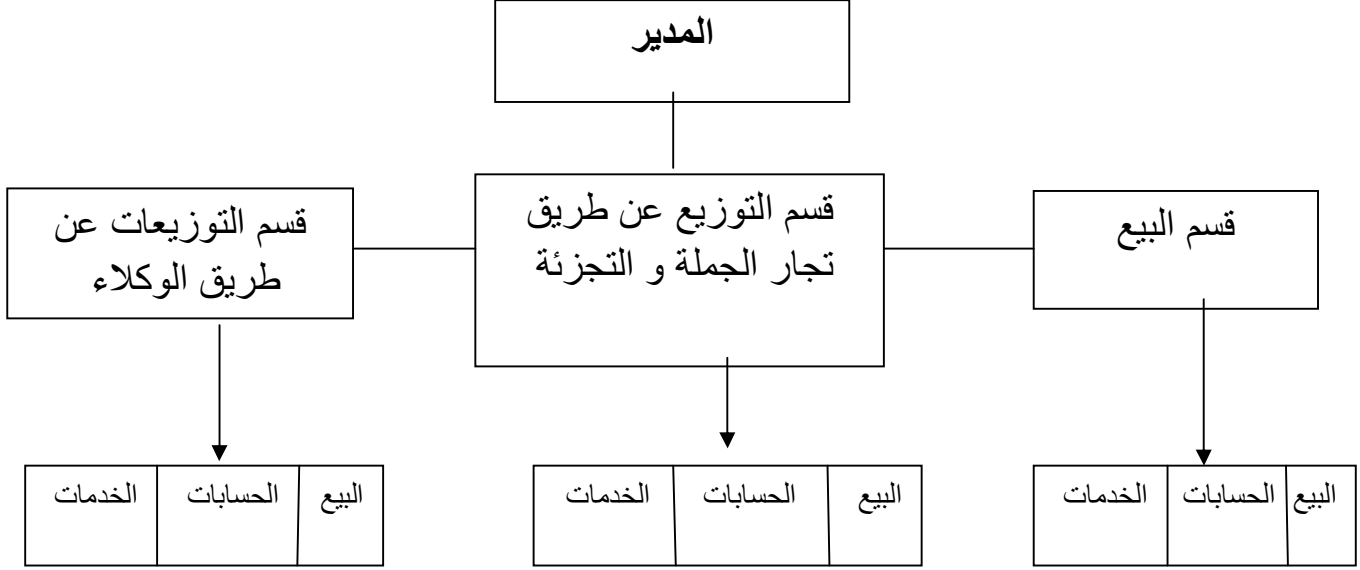 المدير
قسم البيع
قسم التوزيع عن طريق
تجار الجملة و التجزئة
قسم التوزيعات عن
طريق الوكلاء
البيع
الحسابات
الخدمات
البيع
الحسابات
الخدمات
البيع
الحسابات
الخدمات